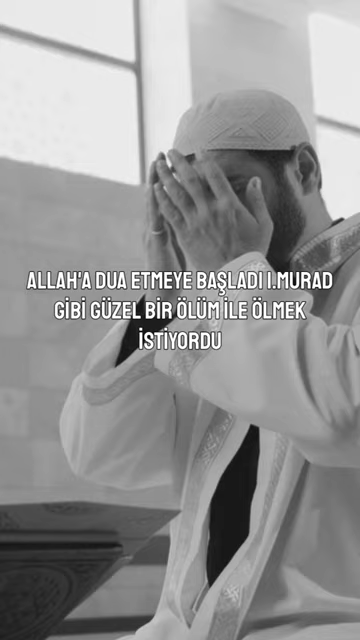 ALLAH'A DUA ETMEYE BAŞLADI I.MURAD
GİBİ GÜZEL BİR ÖLÜM İLE ÖLMEK
İSTİYORDU